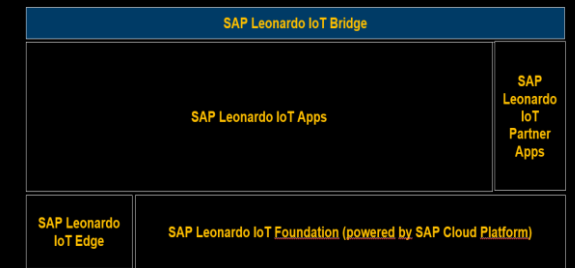 SAP Leonardo IoT Bridge
SAP Leonardo IoT Apps
SAP
Leonardo
IoT
Partner
Apps
SAP Leonardo
IoT Edge
SAP Leonardo IoT Foundation (powered by SAP Cloud Platform)